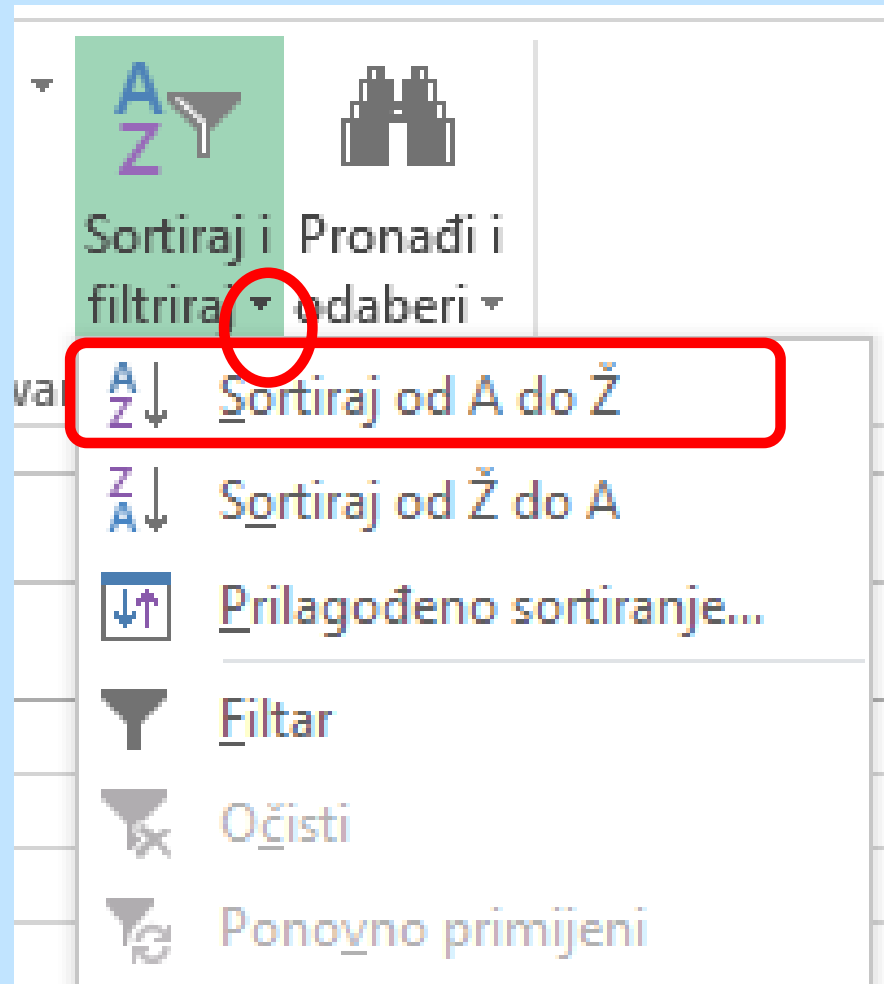 Sortiraj i
filtriraj
Pronađi i
odaberi
Sortiraj od A do Ž
Sortiraj od Ž do A
Prilagođeno sortiranje...
Filtar
Očisti
Ponovno primijeni